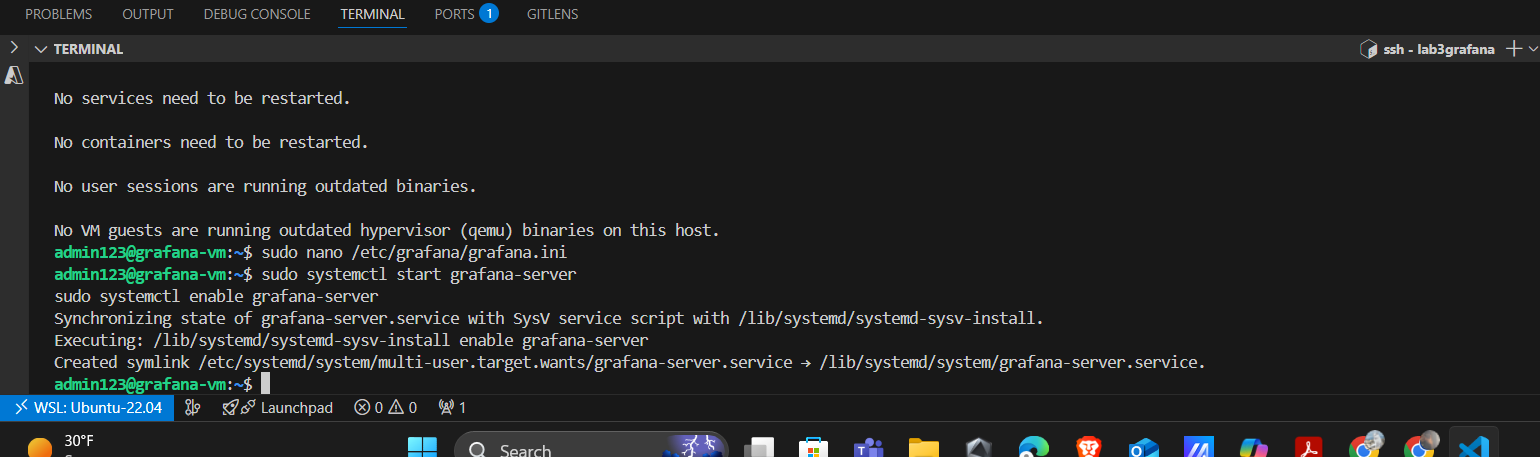 PROBLEMS OUTPUT DEBUG CONSOLE TERMINAL PORTS 1 GITLENS
TERMINAL ssh - lab3grafana
No services need to be restarted.
No containers need to be restarted.
No user sessions are running outdated binaries.
No VM guests are running outdated hypervisor (qemu) binaries on this host.
admin123@grafana-vm:~$ sudo nano /etc/grafana/grafana.ini
admin123@grafana-vm:~$ sudo systemctl start grafana-server
sudo systemctl enable grafana-server
Synchronizing state of grafana-server.service with SysV service script with /lib/systemd/systemd-sysv-install.
Executing: /lib/systemd/systemd-sysv-install enable grafana-server
Created symlink /etc/systemd/system/multi-user.target.wants/grafana-server.service → /lib/systemd/system/grafana-server.service.
admin123@grafana-vm:~$
WSL: Ubuntu-22.04 Launchpad 0 0 1
30°F
Search